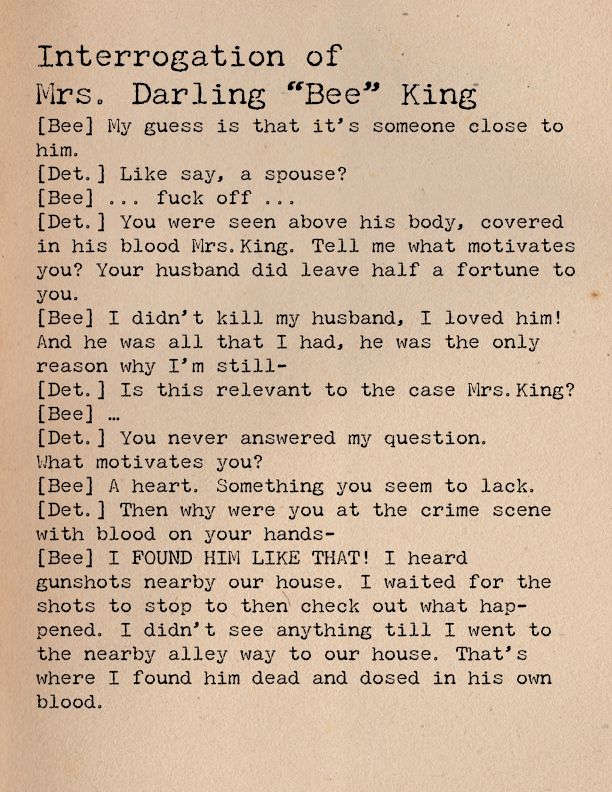 Interrogation of
Mrs. Darling “Bee” King
[Bee] My guess is that it's someone close to
him.
[Det.] Like say, a spouse?
[Bee] ... fuck off ...
[Det.] You were seen above his body, covered
in his blood Mrs.King. Tell me what motivates
you? Your husband did leave half a fortune to
you.
[Bee] I didn't kill my husband, I loved him!
And he was all that I had, he was the only
reason why I'm still-
[Det.] Is this relevant to the case Mrs.King?
[Bee] …
[Det.] You never answered my question.
What motivates you?
[Bee] A heart. Something you seem to lack.
[Det.] Then why were you at the crime scene
with blood on your hands-
[Bee] I FOUND HIM LIKE THAT! I heard
gunshots nearby our house. I waited for the
shots to stop to then check out what hap-
pened. I didn't see anything till I went to
the nearby alley way to our house. That's
where I found him dead and dosed in his own
blood.